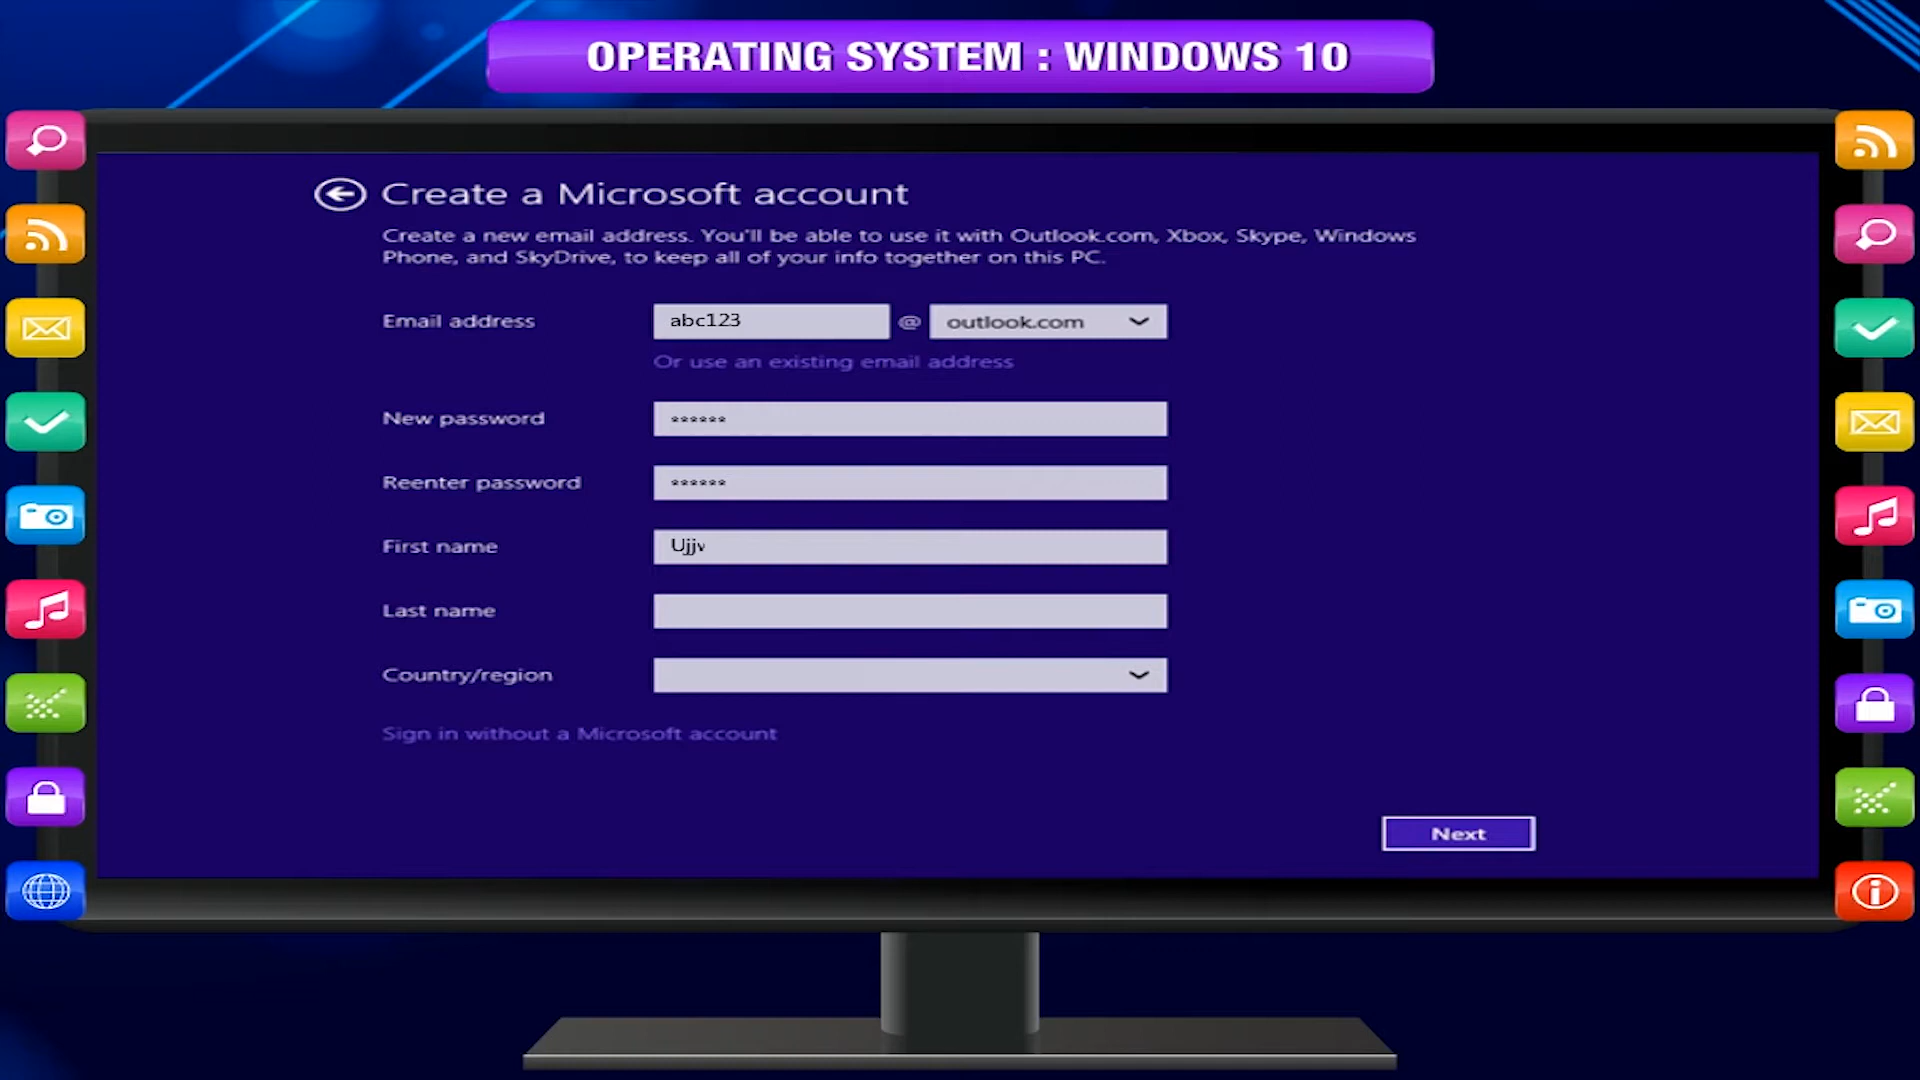 OPERATING SYSTEM : WINDOWS 10
Create a Microsoft account
Create a new email address. You'll be able to use it with Outlook.com, Xbox, Skype, Windows
Phone, and SkyDrive, to keep all of your info together on this PC.
Email address abc123 @ outlook.com
Or use an existing email address
New password ******
Reenter password ******
First name Ujjv
Last name
Country/region
Sign in without a Microsoft account
Next